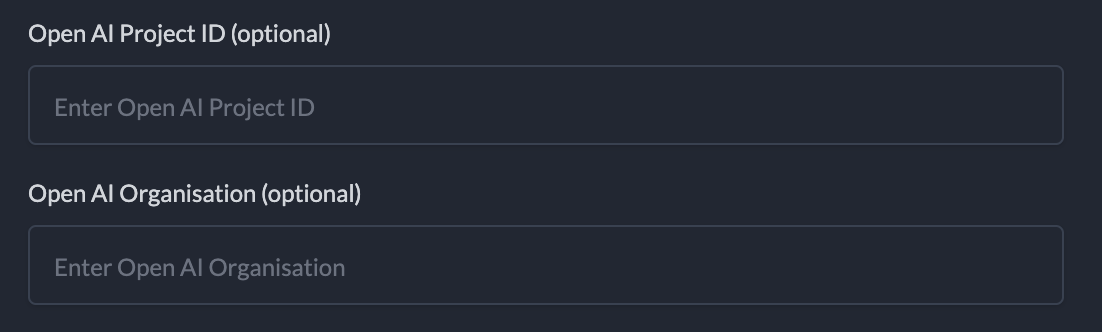 Open AI Project ID (optional)
Enter Open AI Project ID
Open AI Organisation (optional)
Enter Open AI Organisation